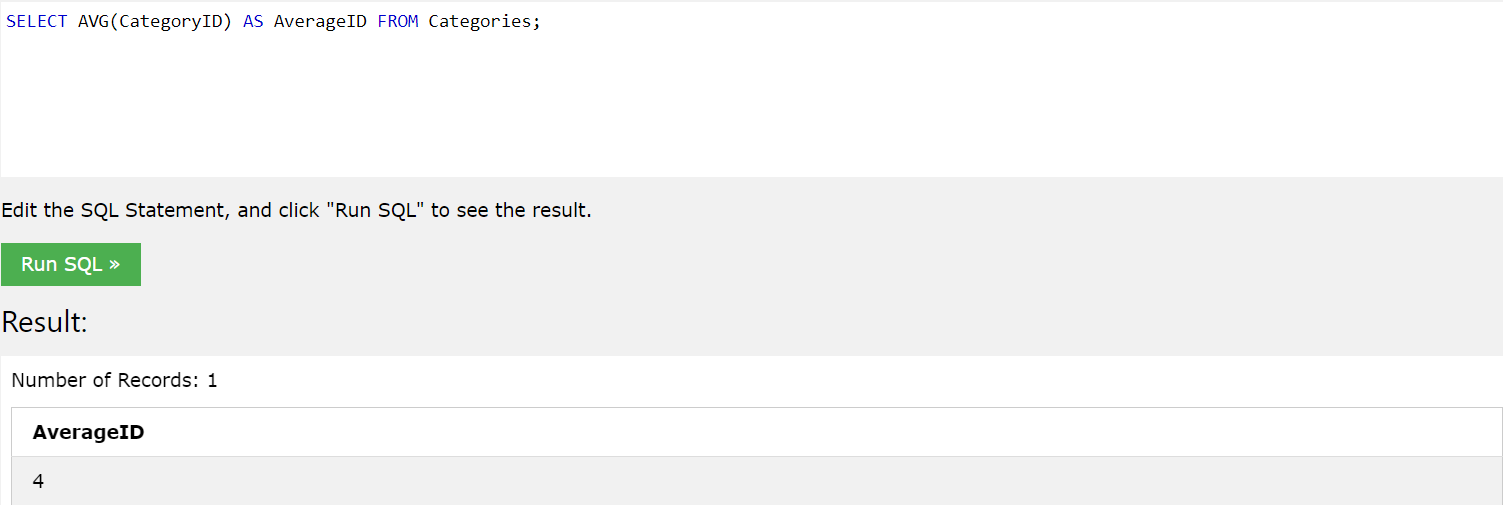 SELECT AVG(CategoryID) AS AverageID FROM Categories;
Edit the SQL Statement, and click "Run SQL" to see the result.
Run SQL »
Result:
Number of Records: 1
AverageID
4